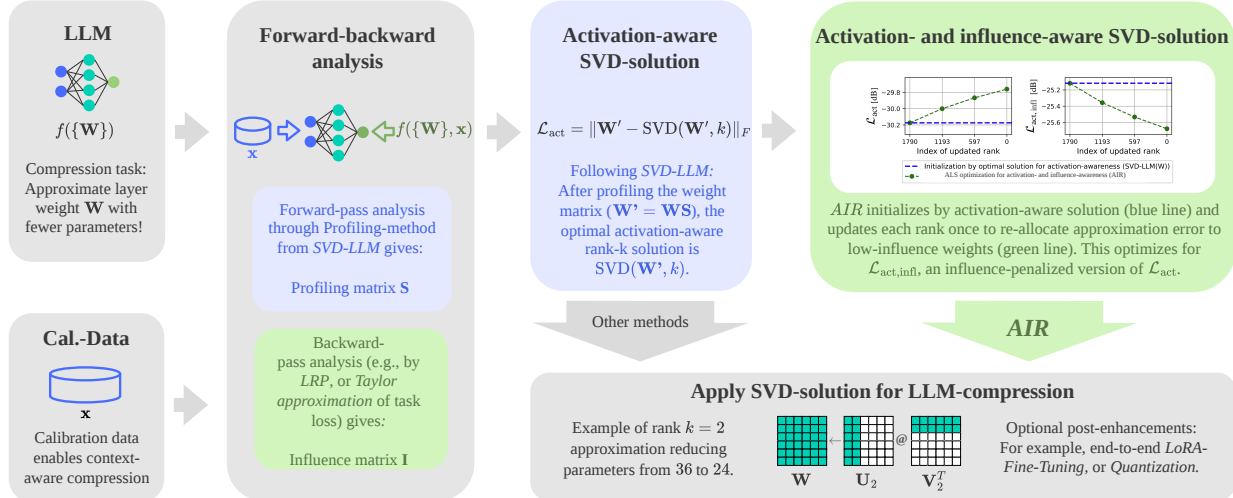 LLM
f({W})
Compression task:
Approximate layer
weight W with
fewer parameters!
Cal.-Data
x
Calibration data
enables context-
aware compression
Forward-backward
analysis
x
f({W}, x)
Forward-pass analysis
through Profiling-method
from SVD-LLM gives:
Profiling matrix S
Backward-
pass analysis (e.g., by
LRP, or Taylor
approximation of task
loss) gives:
Influence matrix I
Activation-aware
SVD-solution
ℒact = ‖W′ − SVD(W′, k)‖F
Following SVD-LLM:
After profiling the weight
matrix (W' = WS), the
optimal activation-aware
rank-k solution is
SVD(W', k).
Other methods
Activation- and influence-aware SVD-solution
ℒact [dB]
−29.8
−30.0
−30.2
1790 1193 597 0
Index of updated rank
ℒact, infl [dB]
−25.2
−25.4
−25.6
1790 1193 597 0
Index of updated rank
Initialization by optimal solution for activation-awareness (SVD-LLM(W))
ALS optimization for activation- and influence-awareness (AIR)
AIR initializes by activation-aware solution (blue line) and
updates each rank once to re-allocate approximation error to
low-influence weights (green line). This optimizes for
ℒact,infl, an influence-penalized version of ℒact.
AIR
Apply SVD-solution for LLM-compression
Example of rank k = 2
approximation reducing
parameters from 36 to 24.
← @
W U2 V2^T
Optional post-enhancements:
For example, end-to-end LoRA-
Fine-Tuning, or Quantization.